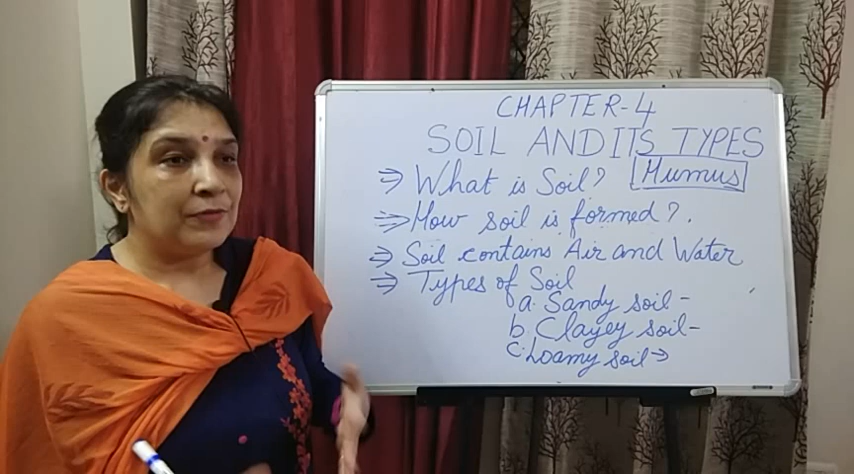 CHAPTER-4
SOIL AND ITS TYPES
⇒ What is Soil? Humus
⇒ How soil is formed?.
⇒ Soil contains Air and Water
⇒ Types of Soil
a. Sandy soil -
b. Clayey soil -
c. Loamy soil →